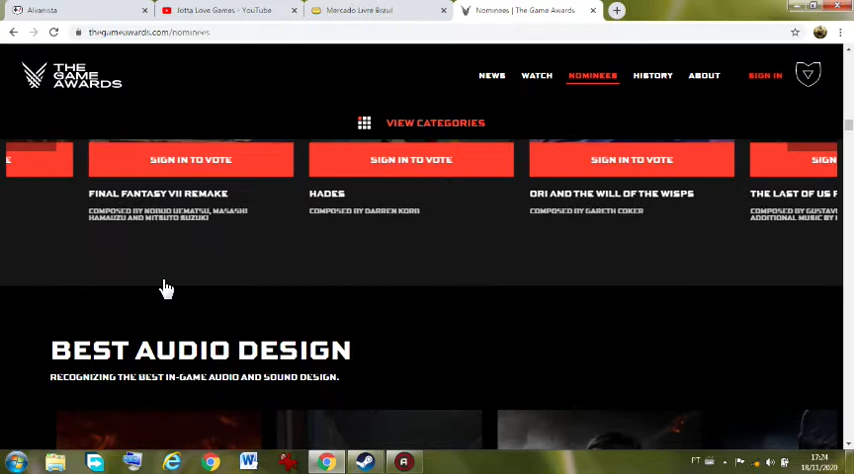 Alvanista
Jotta Love Games - YouTube
Mercado Livre Brasil
Nominees | The Game Awards
thegameawards.com/nominees
THE
GAME
AWARDS
NEWS
WATCH
NOMINEES
HISTORY
ABOUT
SIGN IN
VIEW CATEGORIES
E
SIGN IN TO VOTE
SIGN IN TO VOTE
SIGN IN TO VOTE
SIGN
FINAL FANTASY VII REMAKE
HADES
ORI AND THE WILL OF THE WISPS
THE LAST OF US P
COMPOSED BY NOBUO UEMATSU, MASASHI
HAMAUZU AND MITSUTO SUZUKI
COMPOSED BY DARREN KORB
COMPOSED BY GARETH COKER
COMPOSED BY GUSTAV
ADDITIONAL MUSIC BY
BEST AUDIO DESIGN
RECOGNIZING THE BEST IN-GAME AUDIO AND SOUND DESIGN.
PT
17:24
18/11/2020